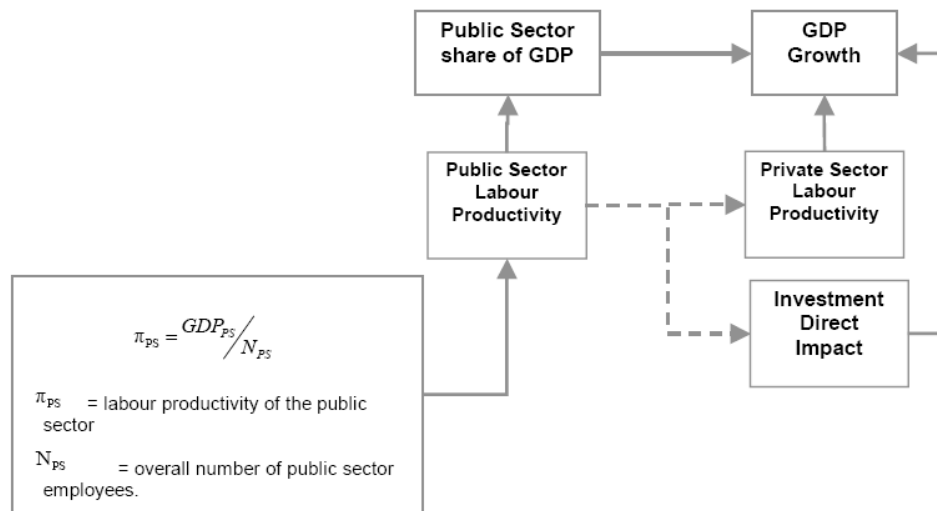 Public Sector
share of GDP
GDP
Growth
Public Sector
Labour
Productivity
Private Sector
Labour
Productivity
Investment
Direct
Impact
π_PS = GDP_PS / N_PS
π_PS = labour productivity of the public
sector
N_PS = overall number of public sector
employees.